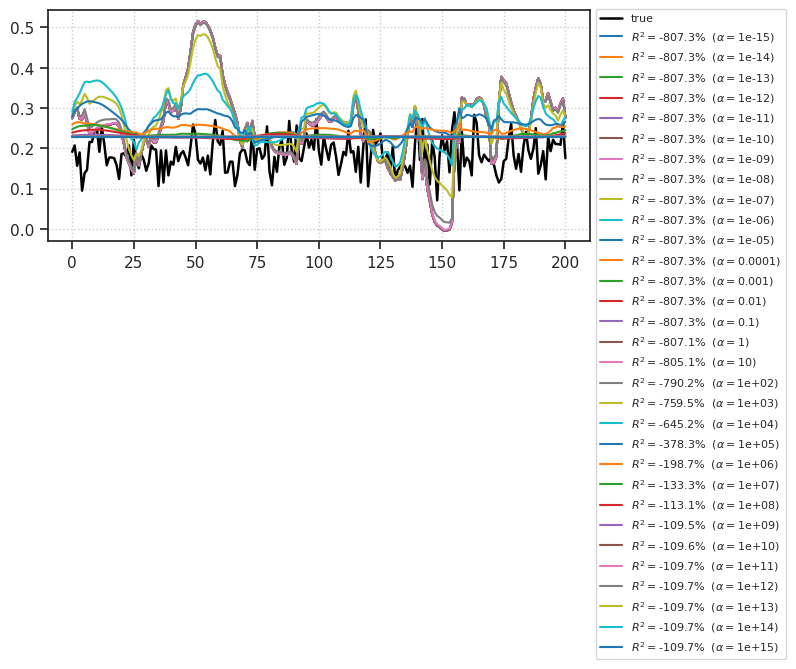 0.5
0.4
0.3
0.2
0.1
0.0
0 25 50 75 100 125 150 175 200
true
R² = -807.3% (α = 1e-15)
R² = -807.3% (α = 1e-14)
R² = -807.3% (α = 1e-13)
R² = -807.3% (α = 1e-12)
R² = -807.3% (α = 1e-11)
R² = -807.3% (α = 1e-10)
R² = -807.3% (α = 1e-09)
R² = -807.3% (α = 1e-08)
R² = -807.3% (α = 1e-07)
R² = -807.3% (α = 1e-06)
R² = -807.3% (α = 1e-05)
R² = -807.3% (α = 0.0001)
R² = -807.3% (α = 0.001)
R² = -807.3% (α = 0.01)
R² = -807.3% (α = 0.1)
R² = -807.1% (α = 1)
R² = -805.1% (α = 10)
R² = -790.2% (α = 1e+02)
R² = -759.5% (α = 1e+03)
R² = -645.2% (α = 1e+04)
R² = -378.3% (α = 1e+05)
R² = -198.7% (α = 1e+06)
R² = -133.3% (α = 1e+07)
R² = -113.1% (α = 1e+08)
R² = -109.5% (α = 1e+09)
R² = -109.6% (α = 1e+10)
R² = -109.7% (α = 1e+11)
R² = -109.7% (α = 1e+12)
R² = -109.7% (α = 1e+13)
R² = -109.7% (α = 1e+14)
R² = -109.7% (α = 1e+15)